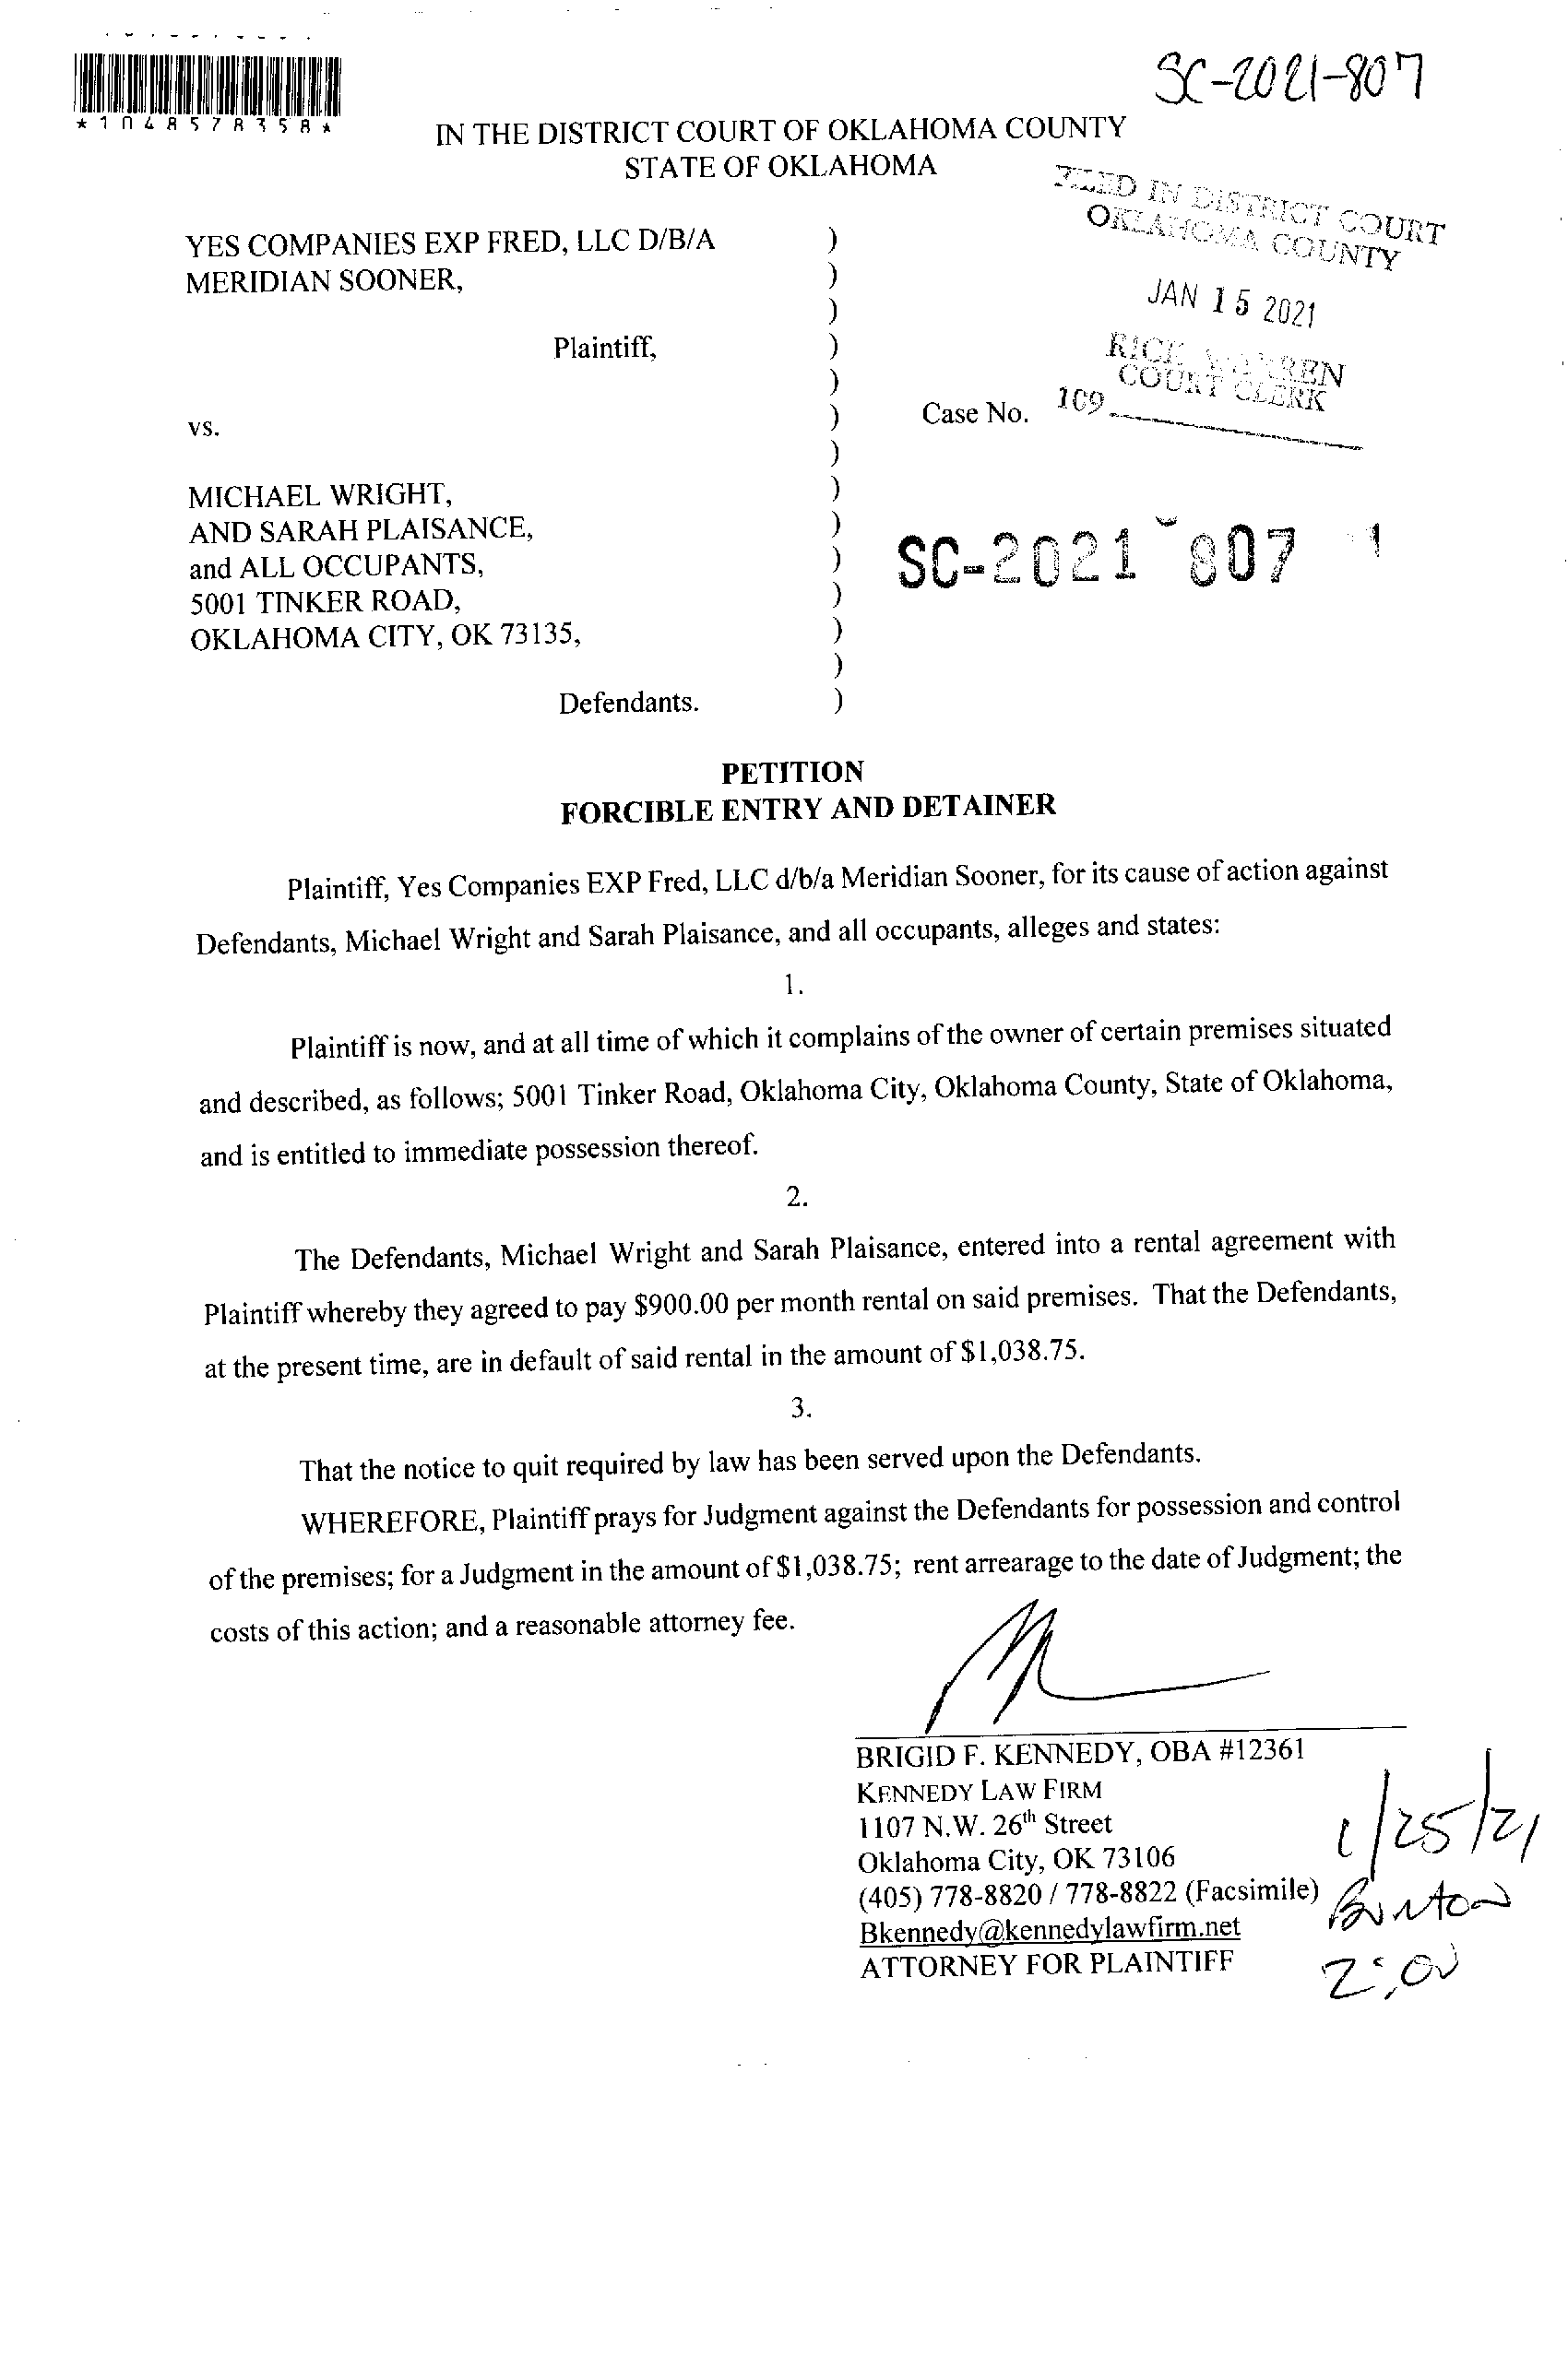 SC-2021-807
*1048578358*
IN THE DISTRICT COURT OF OKLAHOMA COUNTY
STATE OF OKLAHOMA
FILED IN DISTRICT COURT
OKLAHOMA COUNTY
JAN 15 2021
RICK WARREN
COURT CLERK
109
YES COMPANIES EXP FRED, LLC D/B/A )
MERIDIAN SOONER, )
)
Plaintiff, )
)
vs. ) Case No.
)
MICHAEL WRIGHT, )
AND SARAH PLAISANCE, )
and ALL OCCUPANTS, ) SC-2021 807
5001 TINKER ROAD, )
OKLAHOMA CITY, OK 73135, )
)
Defendants. )
PETITION
FORCIBLE ENTRY AND DETAINER
Plaintiff, Yes Companies EXP Fred, LLC d/b/a Meridian Sooner, for its cause of action against
Defendants, Michael Wright and Sarah Plaisance, and all occupants, alleges and states:
1.
Plaintiff is now, and at all time of which it complains of the owner of certain premises situated
and described, as follows; 5001 Tinker Road, Oklahoma City, Oklahoma County, State of Oklahoma,
and is entitled to immediate possession thereof.
2.
The Defendants, Michael Wright and Sarah Plaisance, entered into a rental agreement with
Plaintiff whereby they agreed to pay $900.00 per month rental on said premises. That the Defendants,
at the present time, are in default of said rental in the amount of $1,038.75.
3.
That the notice to quit required by law has been served upon the Defendants.
WHEREFORE, Plaintiff prays for Judgment against the Defendants for possession and control
of the premises; for a Judgment in the amount of $1,038.75; rent arrearage to the date of Judgment; the
costs of this action; and a reasonable attorney fee.
BRIGID F. KENNEDY, OBA #12361
KENNEDY LAW FIRM
1107 N.W. 26th Street
Oklahoma City, OK 73106
(405) 778-8820 / 778-8822 (Facsimile)
Bkennedy@kennedylawfirm.net
ATTORNEY FOR PLAINTIFF
1/25/21
2:00